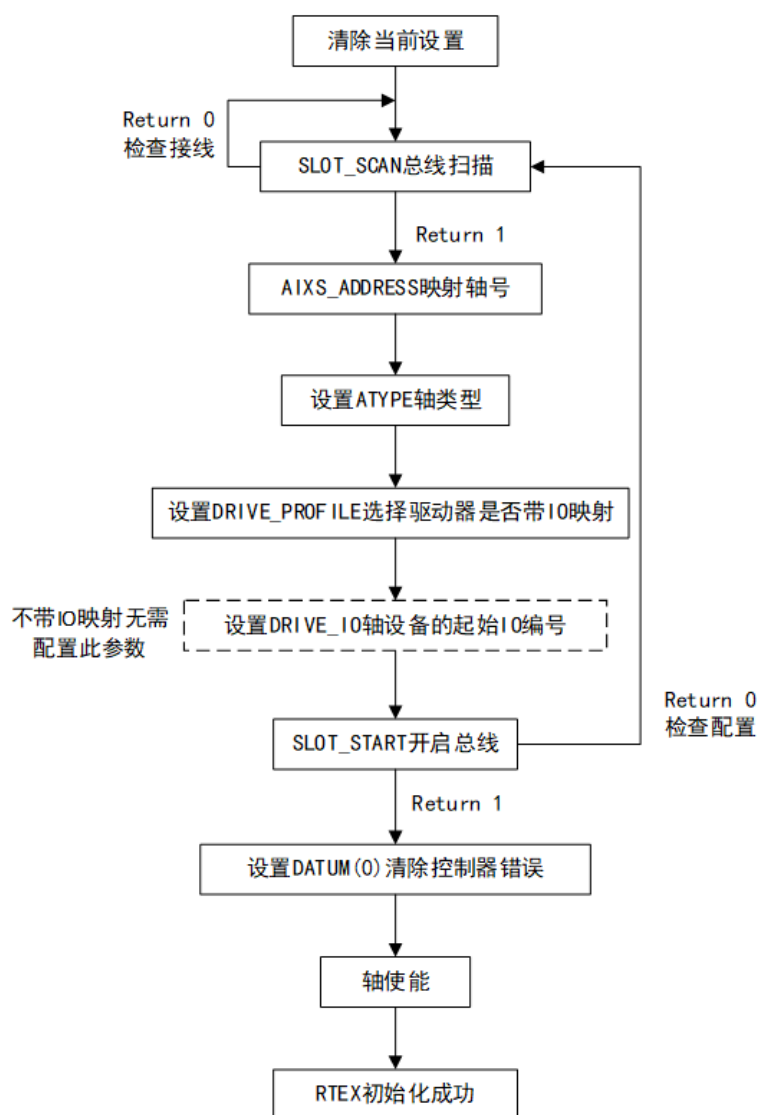 清除当前设置
Return 0
检查接线
SLOT_SCAN总线扫描
Return 1
AIXS_ADDRESS映射轴号
设置ATYPE轴类型
设置DRIVE_PROFILE选择驱动器是否带IO映射
不带IO映射无需
配置此参数
设置DRIVE_IO轴设备的起始IO编号
Return 0
检查配置
SLOT_START开启总线
Return 1
设置DATUM(0)清除控制器错误
轴使能
RTEX初始化成功